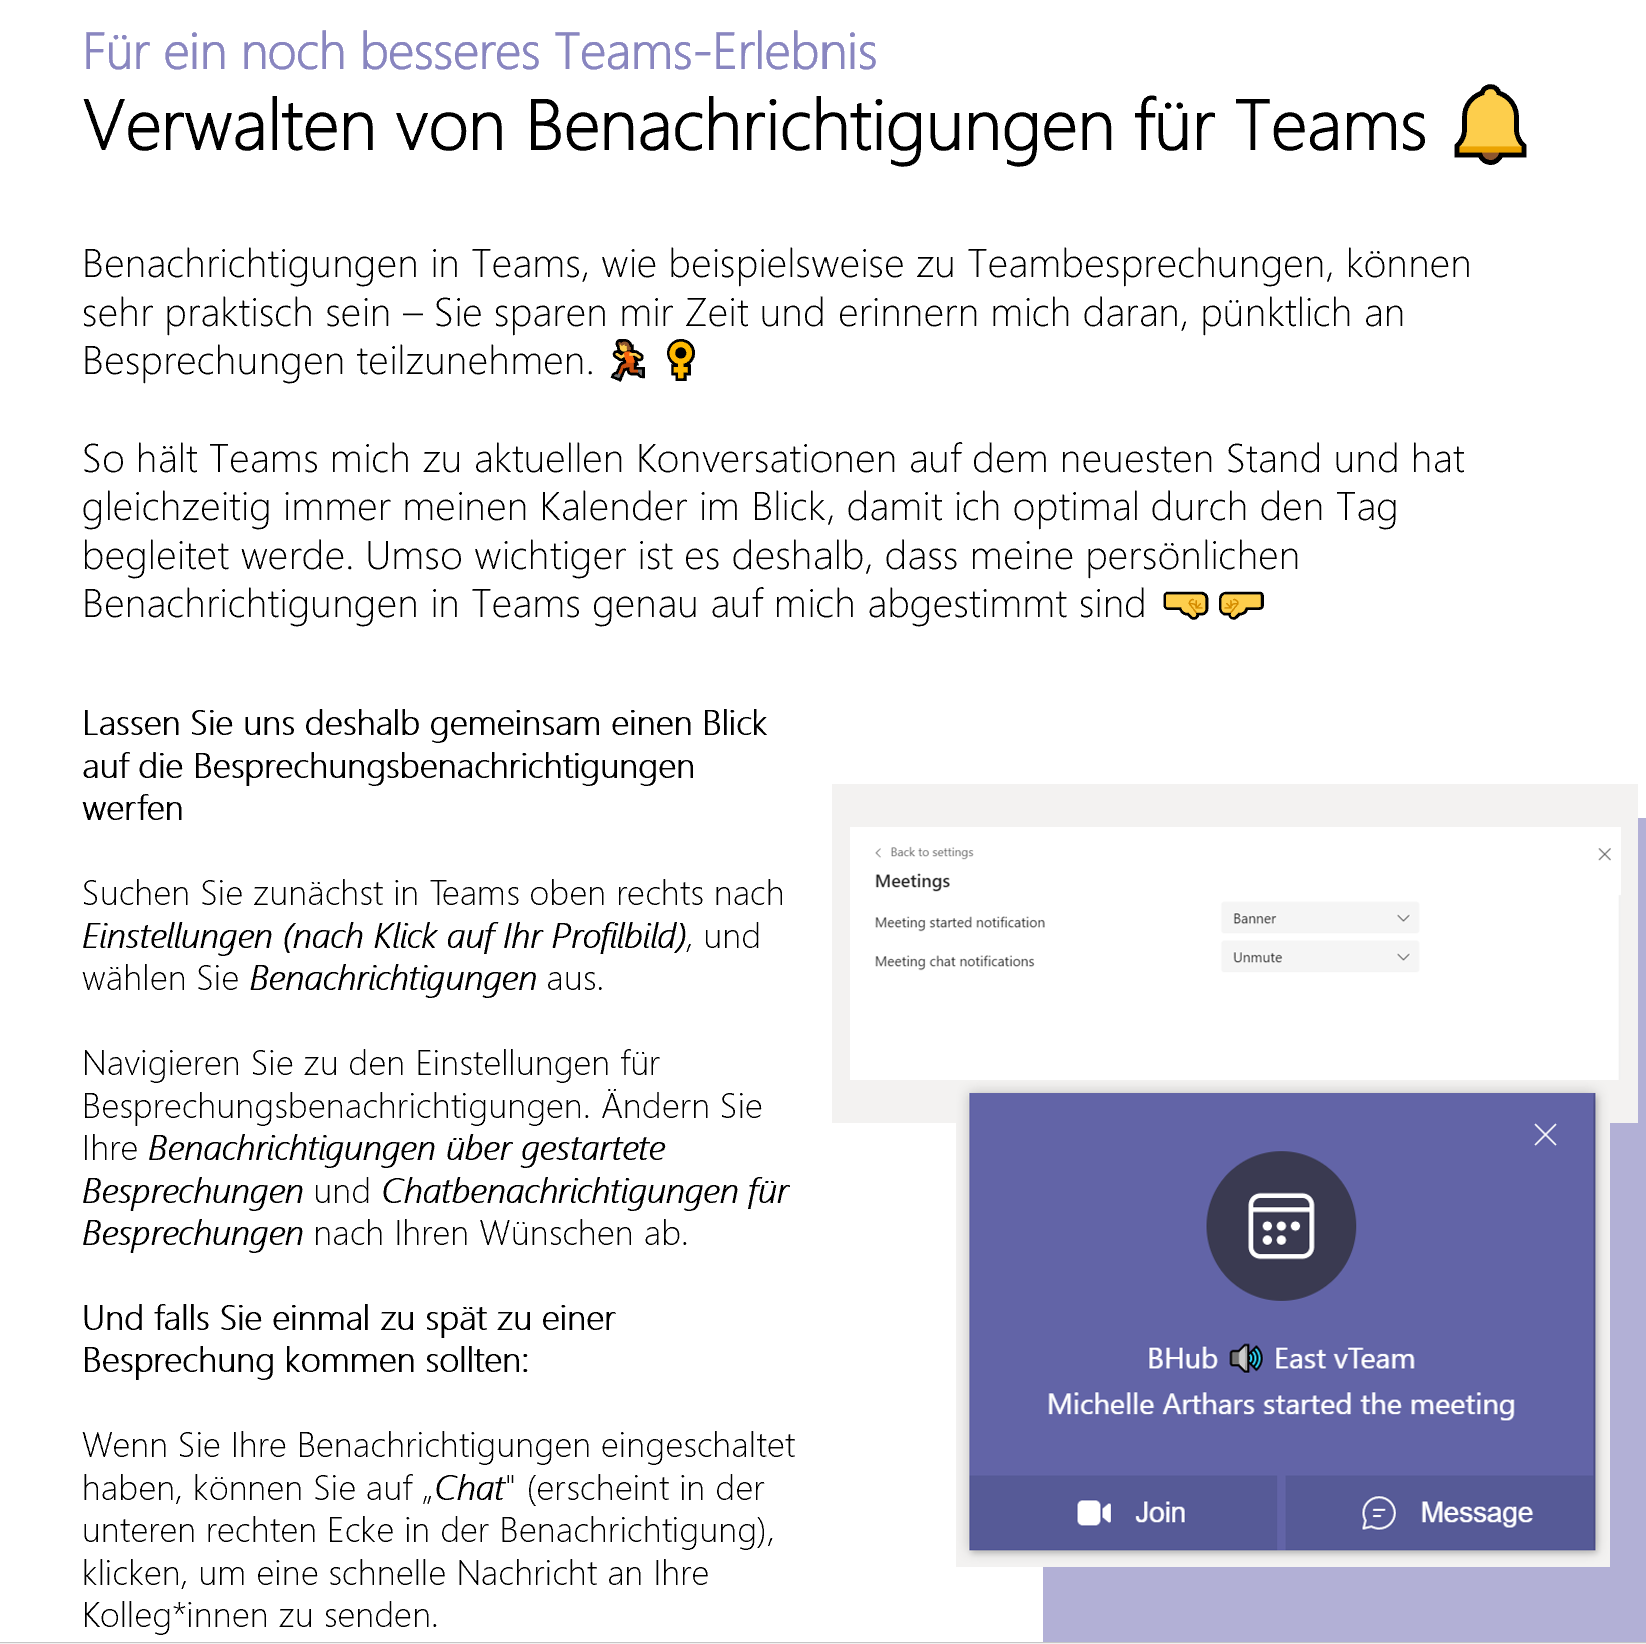 Für ein noch besseres Teams-Erlebnis
Verwalten von Benachrichtigungen für Teams 🔔
Benachrichtigungen in Teams, wie beispielsweise zu Teambesprechungen, können
sehr praktisch sein – Sie sparen mir Zeit und erinnern mich daran, pünktlich an
Besprechungen teilzunehmen. 🏃 ♀
So hält Teams mich zu aktuellen Konversationen auf dem neuesten Stand und hat
gleichzeitig immer meinen Kalender im Blick, damit ich optimal durch den Tag
begleitet werde. Umso wichtiger ist es deshalb, dass meine persönlichen
Benachrichtigungen in Teams genau auf mich abgestimmt sind 🤜🤛
Lassen Sie uns deshalb gemeinsam einen Blick
auf die Besprechungsbenachrichtigungen
werfen
Suchen Sie zunächst in Teams oben rechts nach
Einstellungen (nach Klick auf Ihr Profilbild), und
wählen Sie Benachrichtigungen aus.
Navigieren Sie zu den Einstellungen für
Besprechungsbenachrichtigungen. Ändern Sie
Ihre Benachrichtigungen über gestartete
Besprechungen und Chatbenachrichtigungen für
Besprechungen nach Ihren Wünschen ab.
Und falls Sie einmal zu spät zu einer
Besprechung kommen sollten:
Wenn Sie Ihre Benachrichtigungen eingeschaltet
haben, können Sie auf „Chat" (erscheint in der
unteren rechten Ecke in der Benachrichtigung),
klicken, um eine schnelle Nachricht an Ihre
Kolleg*innen zu senden.
Back to settings
Meetings
Meeting started notification Banner
Meeting chat notifications Unmute
BHub 🔊 East vTeam
Michelle Arthars started the meeting
Join Message